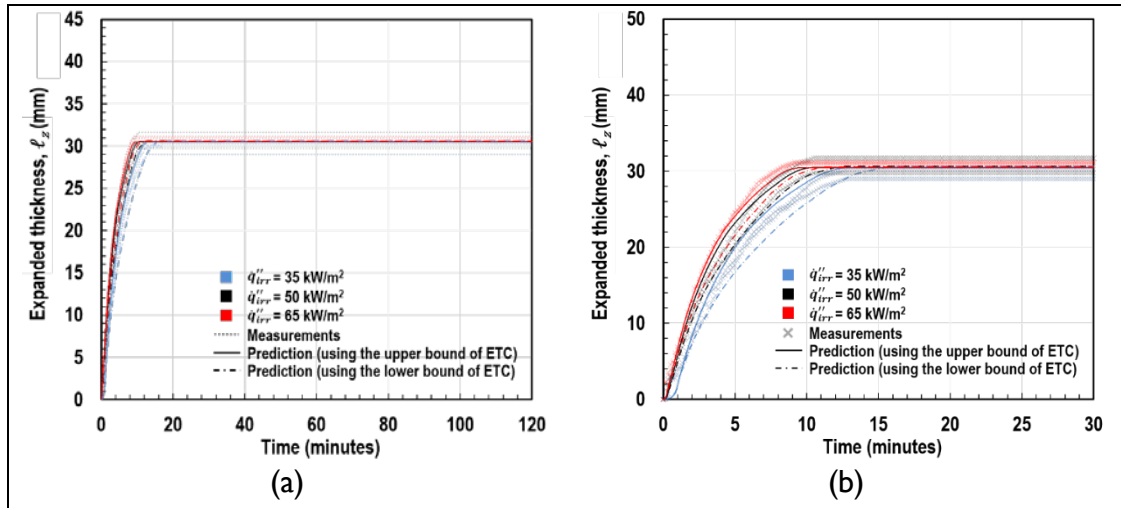 45
40
35
30
25
20
15
10
5
0
Expanded thickness, ℓz (mm)
q̇″irr = 35 kW/m²
q̇″irr = 50 kW/m²
q̇″irr = 65 kW/m²
Measurements
Prediction (using the upper bound of ETC)
Prediction (using the lower bound of ETC)
0 20 40 60 80 100 120
Time (minutes)
(a)
50
40
30
20
10
0
Expanded thickness, ℓz (mm)
q̇″irr = 35 kW/m²
q̇″irr = 50 kW/m²
q̇″irr = 65 kW/m²
Measurements
Prediction (using the upper bound of ETC)
Prediction (using the lower bound of ETC)
0 5 10 15 20 25 30
Time (minutes)
(b)